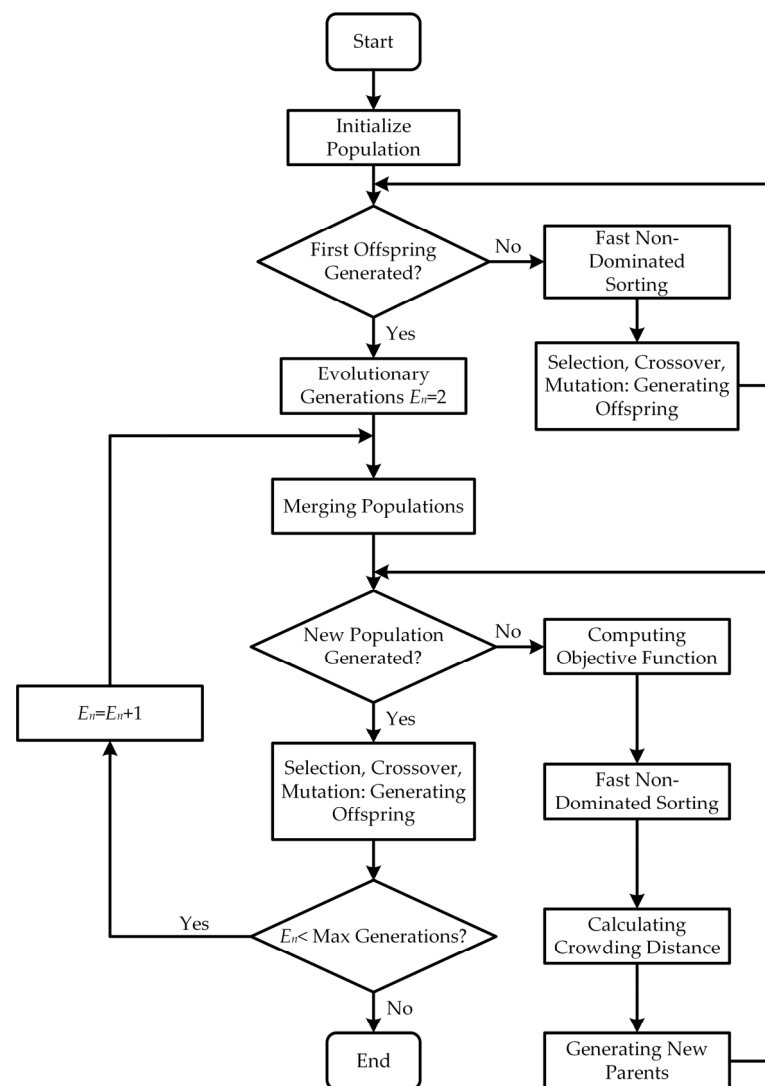 Start
Initialize
Population
First Offspring
Generated?
No
Fast Non-
Dominated
Sorting
Selection, Crossover,
Mutation: Generating
Offspring
Yes
Evolutionary
Generations En=2
Merging Populations
New Population
Generated?
No
Computing
Objective Function
Fast Non-
Dominated Sorting
Calculating
Crowding Distance
Generating New
Parents
Yes
Selection, Crossover,
Mutation: Generating
Offspring
En< Max Generations?
Yes
En=En+1
No
End